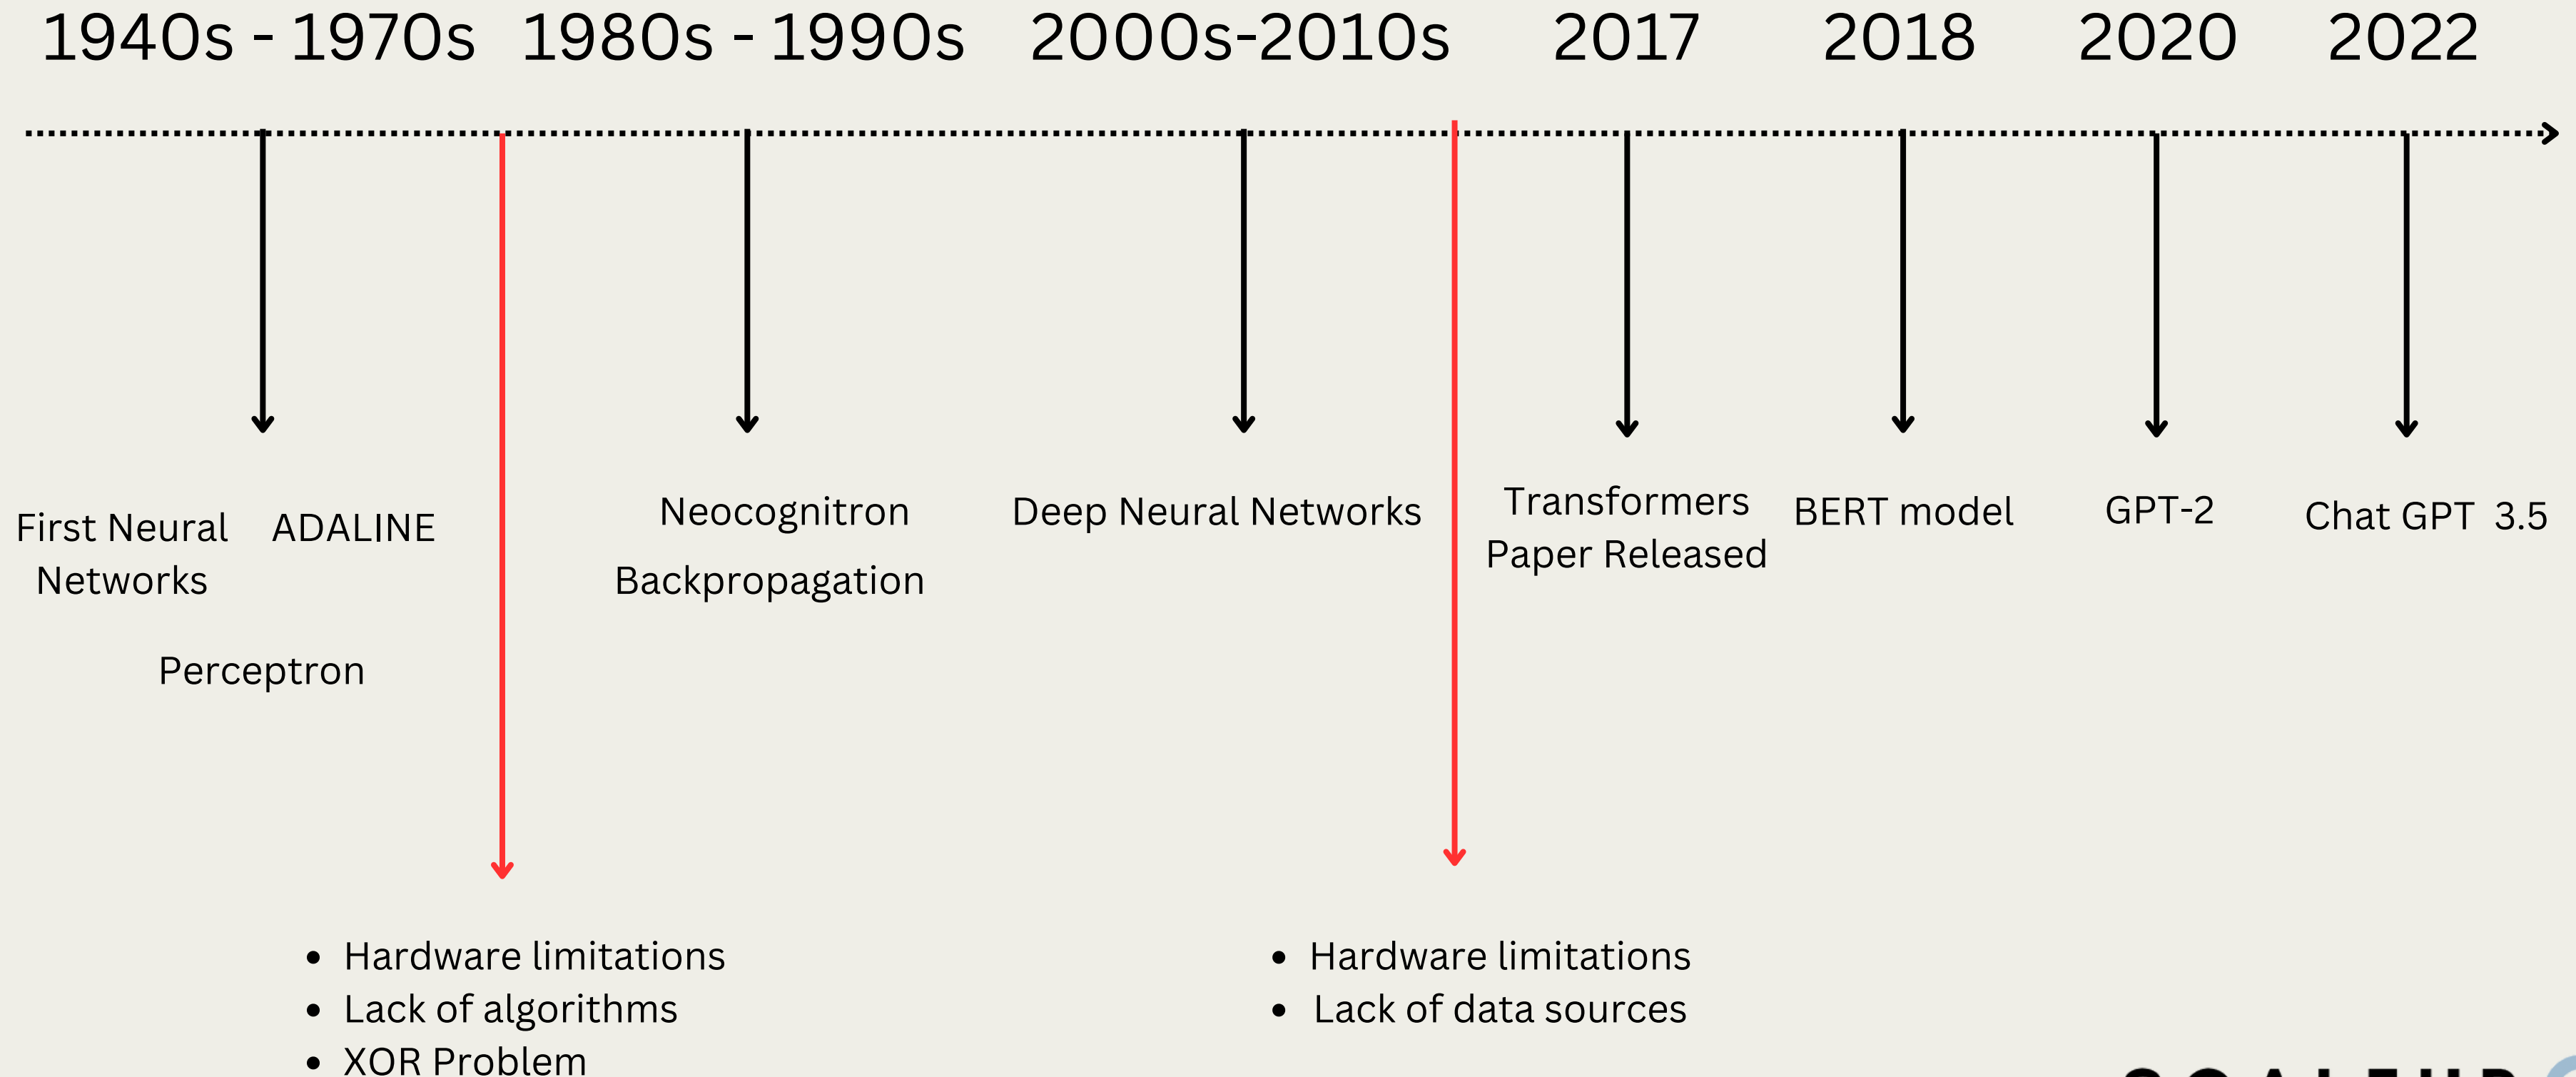 1940s - 1970s 1980s - 1990s 2000s-2010s 2017 2018 2020 2022
First Neural
Networks
ADALINE
Perceptron
Neocognitron
Backpropagation
Deep Neural Networks
Transformers
Paper Released
BERT model
GPT-2
Chat GPT 3.5
• Hardware limitations
• Lack of algorithms
• XOR Problem
• Hardware limitations
• Lack of data sources